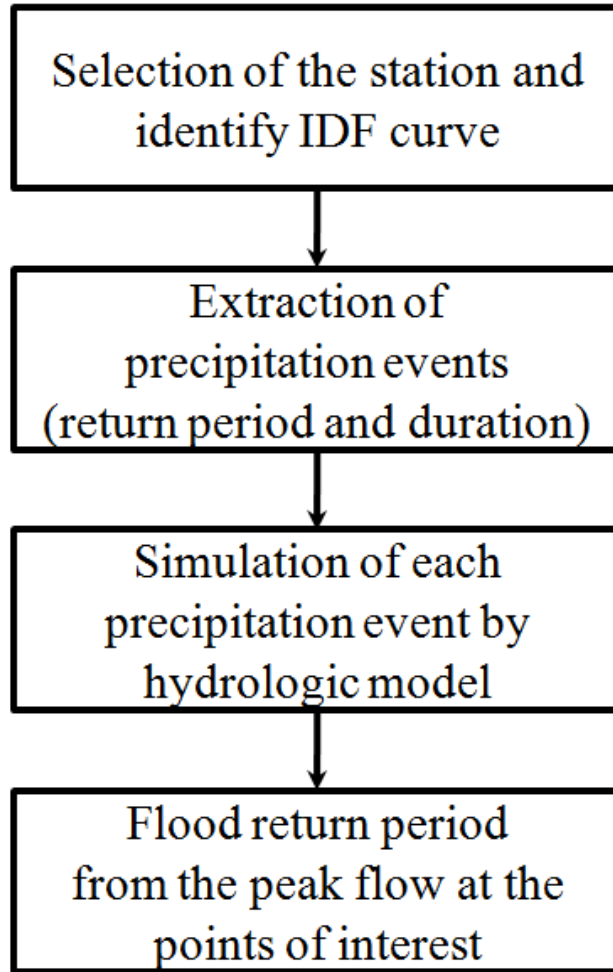 Selection of the station and
identify IDF curve
Extraction of
precipitation events
(return period and duration)
Simulation of each
precipitation event by
hydrologic model
Flood return period
from the peak flow at the
points of interest